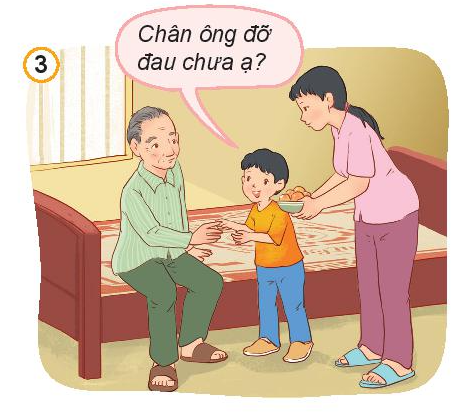 3
Chân ông đỡ
đau chưa ạ?